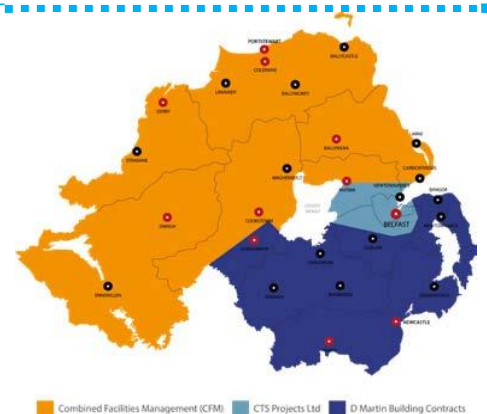 PORTSTEWART
COLERAINE
BALLYCASTLE
LIMAVADY
BALLYMONEY
DERRY
BALLYMENA
LARNE
STRABANE
MAGHERAFELT
CARRICKFERGUS
ANTRIM
NEWTOWNABBEY
BANGOR
OMAGH
COOKSTOWN
LOUGH NEAGH
BELFAST
DUNGANNON
LISBURN
CRAIGAVON
ENNISKILLEN
ARMAGH
BANBRIDGE
DOWNPATRICK
NEWCASTLE
Combined Facilities Management (CFM) CTS Projects Ltd D Martin Building Contracts